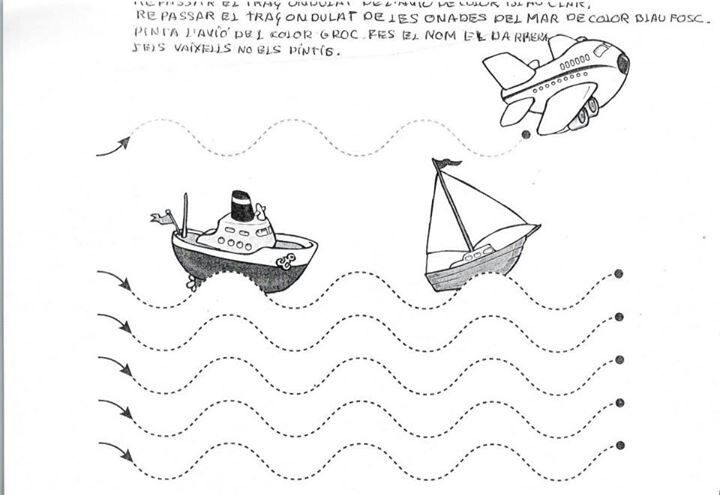 REPASSAR EL TRAÇ ONDULAT DE L'AVIÓ DE COLOR BLAU CLAR,
REPASSAR EL TRAÇ ONDULAT DE LES ONADES DEL MAR DE COLOR BLAU FOSC.
PINTA L'AVIÓ DEL COLOR GROC. FES EL NOM EL DARRERA
ELS VAIXELLS NO ELS PINTIS.